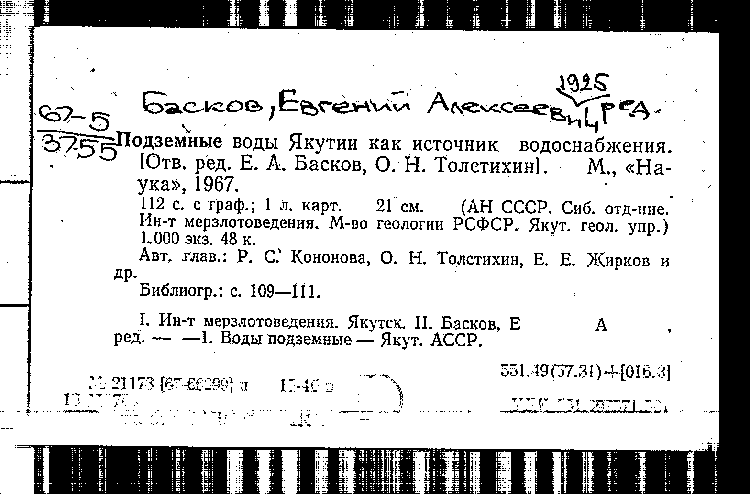 1925
Басков, Евгений Алексеевич, ред.
67-5
3755
Подземные воды Якутии как источник водоснабжения.
[Отв. ред. Е. А. Басков, О. Н. Толстихин]. М., «На-
ука», 1967.
112 с. с граф.; 1 л. карт. 21 см. (АН СССР. Сиб. отд-ние.
Ин-т мерзлотоведения. М-во геологии РСФСР. Якут. геол. упр.)
1.000 экз. 48 к.
Авт. глав.: Р. С. Кононова, О. Н. Толстихин, Е. Е. Жирков и
др.
Библиогр.: с. 109—111.
I. Ин-т мерзлотоведения. Якутск. II. Басков, Е А ,
ред. — —1. Воды подземные — Якут. АССР.
551.49(57.31)+[016.3]
№ 21173